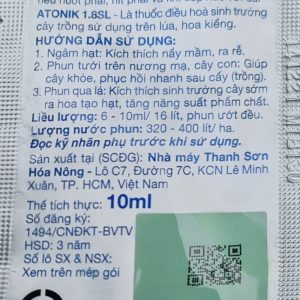 ATONIK 1.8SL - Là thuốc điều hoà sinh trưởng
cây trồng sử dụng trên lúa, hoa kiểng.
HƯỚNG DẪN SỬ DỤNG:
1. Ngâm hạt: Kích thích nẩy mầm, ra rễ.
2. Phun tưới trên nương mạ, cây con: Giúp
cây khỏe, phục hồi nhanh sau cấy (trồng).
3. Phun qua lá: Kích thích sinh trưởng cây sớm
ra hoa tạo hạt, tăng năng suất phẩm chất.
Liều lượng: 6 - 10ml/ 16 lít, phun ướt đều.
Lượng nước phun: 320 - 400 lít/ ha.
Đọc kỹ nhãn phụ trước khi sử dụng.
Sản xuất tại (SCĐG): Nhà máy Thanh Sơn
Hóa Nông - Lô C7, Đường 7C, KCN Lê Minh
Xuân, TP. HCM, Việt Nam
Thể tích thực: 10ml
Số đăng ký:
1494/CNĐKT-BVTV
HSD: 3 năm
Số lô SX & NSX:
Xem trên mép gói